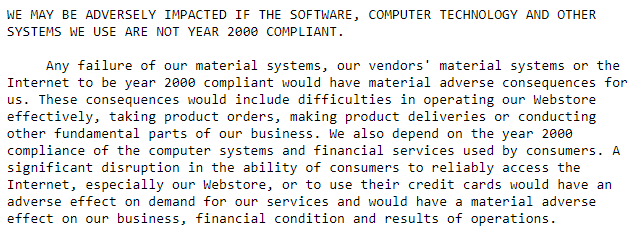 WE MAY BE ADVERSELY IMPACTED IF THE SOFTWARE, COMPUTER TECHNOLOGY AND OTHER
SYSTEMS WE USE ARE NOT YEAR 2000 COMPLIANT.
Any failure of our material systems, our vendors' material systems or the
Internet to be year 2000 compliant would have material adverse consequences for
us. These consequences would include difficulties in operating our Webstore
effectively, taking product orders, making product deliveries or conducting
other fundamental parts of our business. We also depend on the year 2000
compliance of the computer systems and financial services used by consumers. A
significant disruption in the ability of consumers to reliably access the
Internet, especially our Webstore, or to use their credit cards would have an
adverse effect on demand for our services and would have a material adverse
effect on our business, financial condition and results of operations.